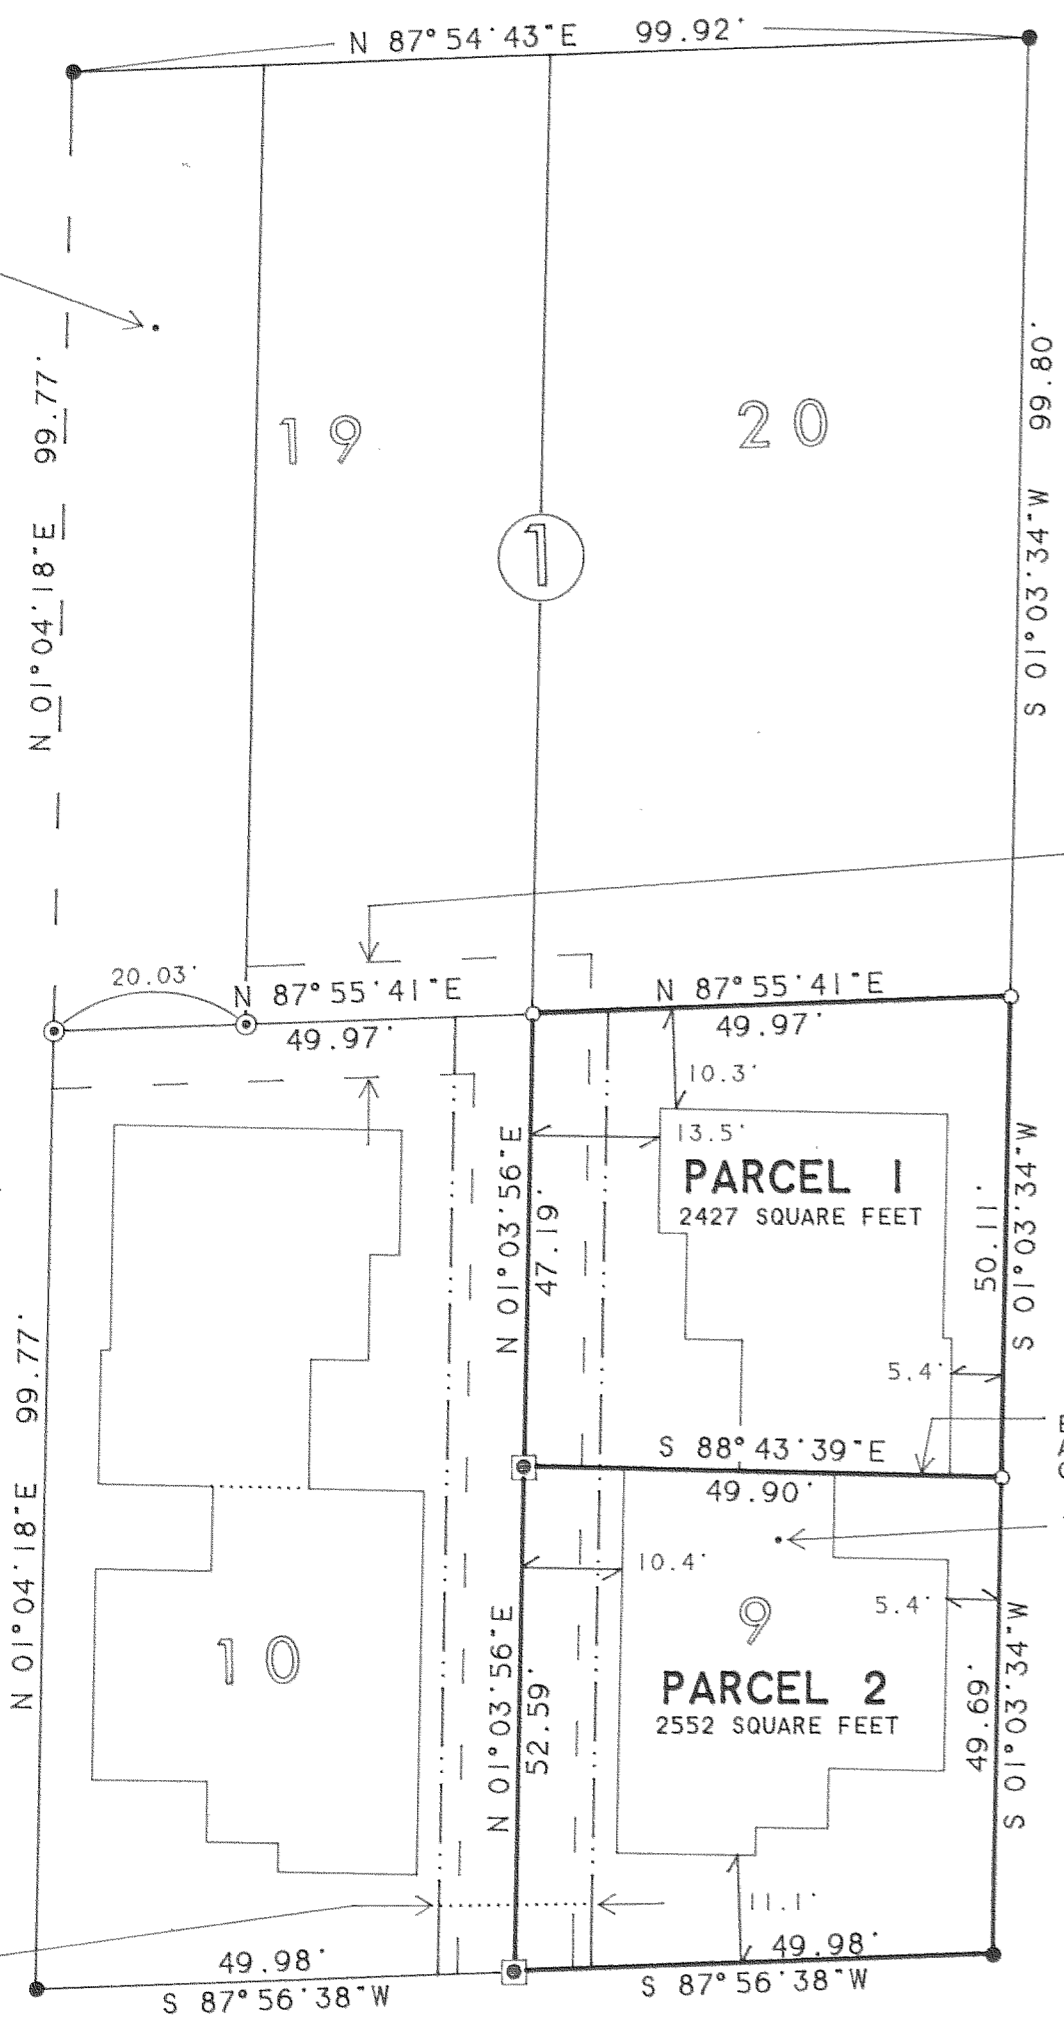 N 87°54'43"E 99.92'
N 01°04'18"E 99.77'
19
20
1
S 01°03'34"W 99.80'
20.03'
N 87°55'41"E
49.97'
N 87°55'41"E
49.97'
10.3'
13.5'
PARCEL 1
2427 SQUARE FEET
N 01°03'56"E
47.19'
50.11'
S 01°03'34"W
5.4'
S 88°43'39"E
49.90'
N 01°04'18"E 99.77'
10
10.4'
9
5.4'
PARCEL 2
2552 SQUARE FEET
N 01°03'56"E
52.59'
49.69'
S 01°03'34"W
11.1'
49.98'
S 87°56'38"W
49.98'
S 87°56'38"W